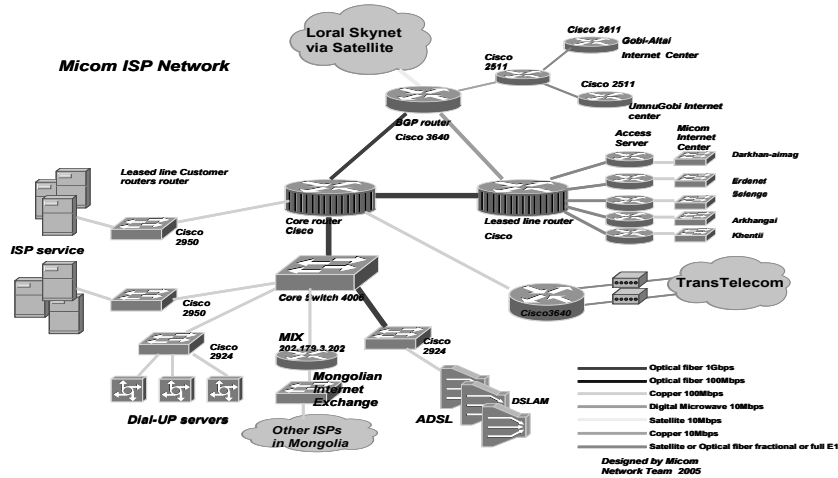 Micom ISP Network
Loral Skynet
via Satellite
Cisco 2611
Gobi-Altai
Internet Center
Cisco
2511
Cisco 2511
UmnuGobi Internet
center
BGP router
Cisco 3640
Access
Server
Micom
Internet
Center
Darkhan-aimag
Erdenet
Selenge
Arkhangai
Khentii
Leased line Customer
routers router
Core router
Cisco
Leased line router
Cisco
Cisco
2950
ISP service
Core Switch 4006
Cisco3640
TransTelecom
Cisco
2950
Cisco
2924
MIX
202.179.3.202
Cisco
2924
Mongolian
Internet
Exchange
Dial-UP servers
Other ISPs
in Mongolia
ADSL
DSLAM
Optical fiber 1Gbps
Optical fiber 100Mbps
Copper 100Mbps
Digital Microwave 10Mbps
Satellite 10Mbps
Copper 10Mbps
Satellite or Optical fiber fractional or full E1
Designed by Micom
Network Team 2005